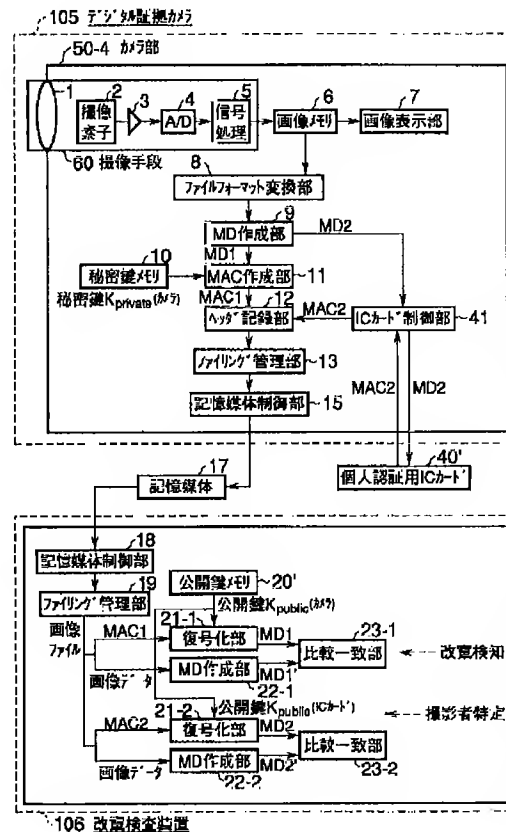 105 デジタル証拠カメラ
50-4 カメラ部
1
2
3
4
5
6
7
撮像素子
A/D
信号処理
画像メモリ
画像表示部
60 撮像手段
8
ファイルフォーマット変換部
9
MD作成部
MD2
10
MD1
秘密鍵メモリ
MAC作成部
11
秘密鍵Kprivate(カメラ)
MAC1
12
MAC2
ヘッダ記録部
ICカード制御部
41
ファイリング管理部
13
記憶媒体制御部
15
MAC2
MD2
17
記憶媒体
個人認証用ICカード
40'
18
記憶媒体制御部
19
ファイリング管理部
公開鍵メモリ
20'
画像ファイル
21-1
公開鍵Kpublic(カメラ)
MAC1
復号化部
MD1
23-1
比較一致部
改竄検知
画像データ
MD作成部
MD1'
22-1
21-2
公開鍵Kpublic(ICカード)
撮影者特定
MAC2
復号化部
MD2
比較一致部
画像データ
MD作成部
MD2'
23-2
22-2
106 改竄検査装置